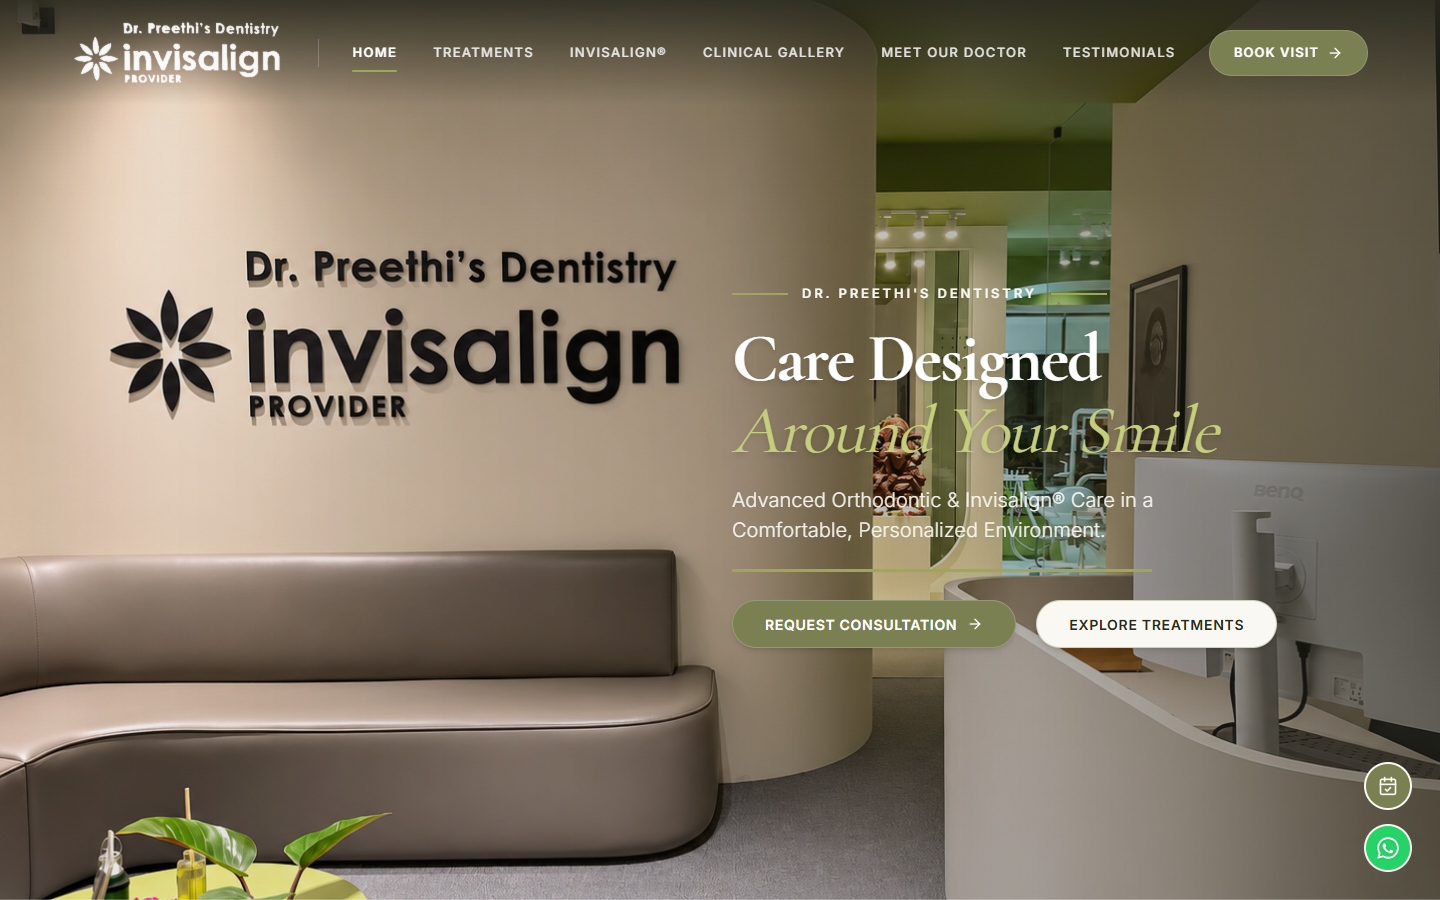 Dr. Preethi's Dentistry
invisalign
PROVIDER
HOME
TREATMENTS
INVISALIGN®
CLINICAL GALLERY
MEET OUR DOCTOR
TESTIMONIALS
BOOK VISIT →
Dr. Preethi's Dentistry
invisalign
PROVIDER
DR. PREETHI'S DENTISTRY
Care Designed
Around Your Smile
Advanced Orthodontic & Invisalign® Care in a
Comfortable, Personalized Environment.
REQUEST CONSULTATION →
EXPLORE TREATMENTS
BenQ